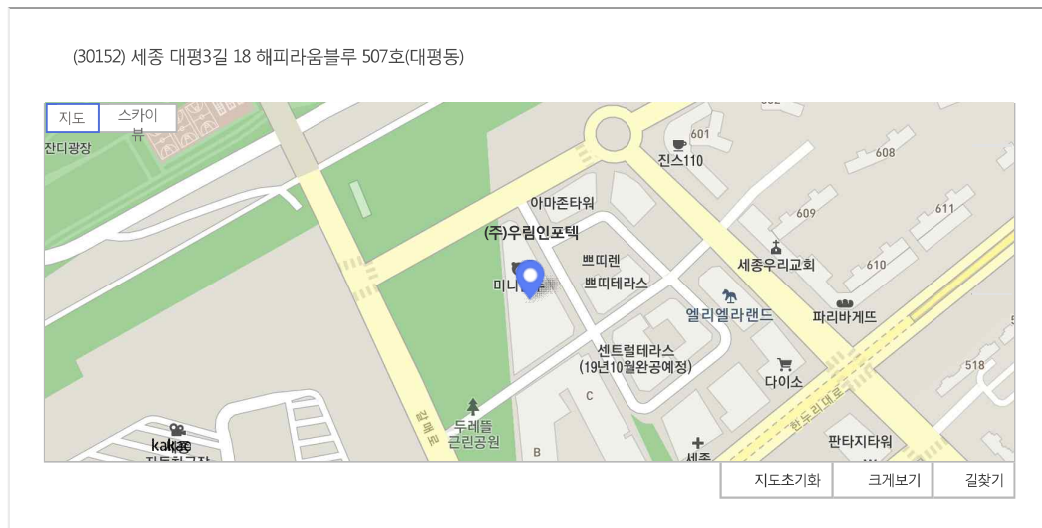 (30152) 세종 대평3길 18 해피라움블루 507호(대평동)
지도
스카이
뷰
잔디광장
601
진스110
608
아마존타워
609
611
(주)우림인포텍
쁘띠렌
세종우리교회
610
쁘띠테라스
엘리엘라랜드
파리바게뜨
센트럴테라스
(19년10월완공예정)
다이소
518
C
갈매로
한누리대로
두레뜰
근린공원
B
판타지타워
세종
kakao
지도초기화
크게보기
길찾기